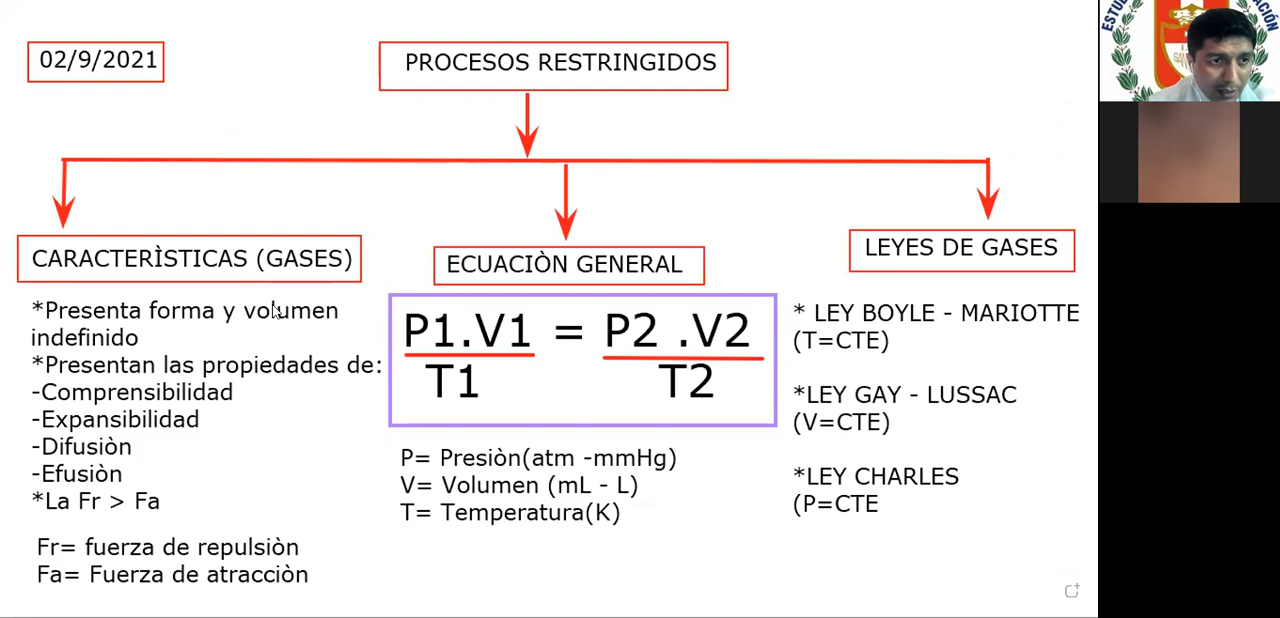 02/9/2021
PROCESOS RESTRINGIDOS
CARACTERÌSTICAS (GASES)
*Presenta forma y volumen
indefinido
*Presentan las propiedades de:
-Comprensibilidad
-Expansibilidad
-Difusiòn
-Efusiòn
*La Fr > Fa
Fr= fuerza de repulsiòn
Fa= Fuerza de atracciòn
ECUACIÒN GENERAL
P1.V1 = P2 .V2
T1 T2
P= Presiòn(atm -mmHg)
V= Volumen (mL - L)
T= Temperatura(K)
LEYES DE GASES
* LEY BOYLE - MARIOTTE
(T=CTE)
*LEY GAY - LUSSAC
(V=CTE)
*LEY CHARLES
(P=CTE